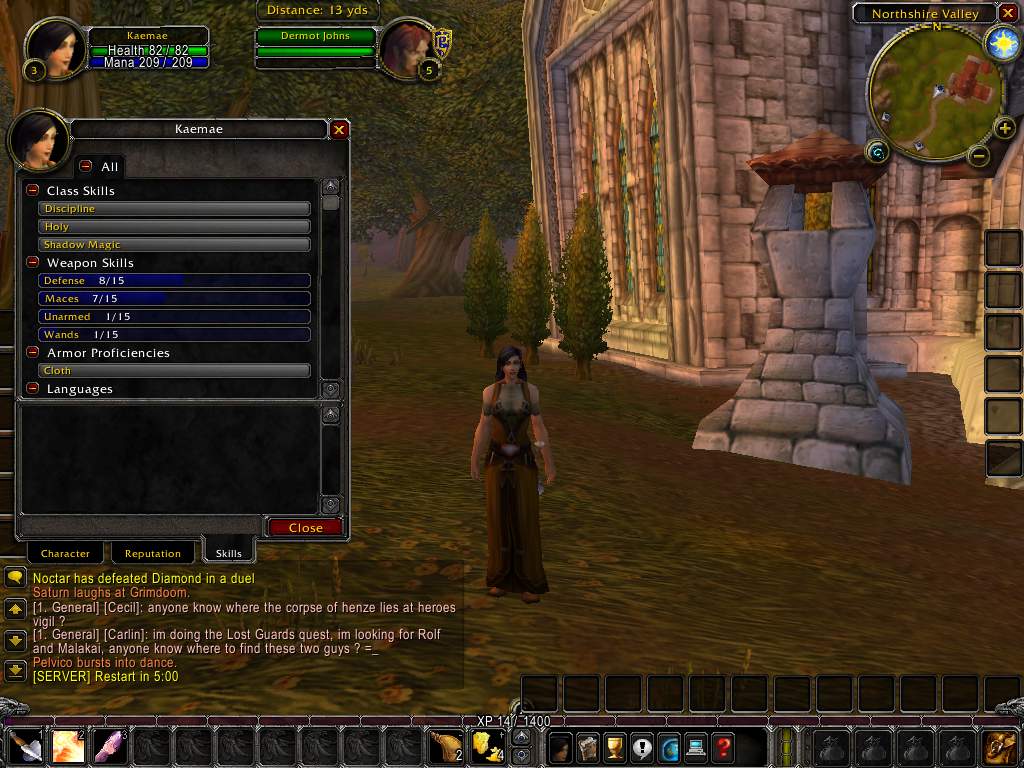 Distance: 13 yds
Northshire Valley
N
Kaemae
Health 82 / 82
Mana 209 / 209
3
Dermot Johns
5
Kaemae
All
Class Skills
Discipline
Holy
Shadow Magic
Weapon Skills
Defense 8/15
Maces 7/15
Unarmed 1/15
Wands 1/15
Armor Proficiencies
Cloth
Languages
Close
Character Reputation Skills
Noctar has defeated Diamond in a duel
Saturn laughs at Grimdoom.
[1. General] [Cecil]: anyone know where the corpse of henze lies at heroes
vigil ?
[1. General] [Carlin]: im doing the Lost Guards quest, im looking for Rolf
and Malakai, anyone know where to find these two guys ? =_
Pelvico bursts into dance.
[SERVER] Restart in 5:00
XP 14 / 1400
2 3 2 4